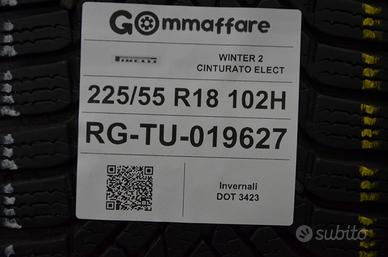 GOmmaffare
PIRELLI
WINTER 2
CINTURATO ELECT
225/55 R18 102H
RG-TU-019627
Invernali
DOT 3423
subito